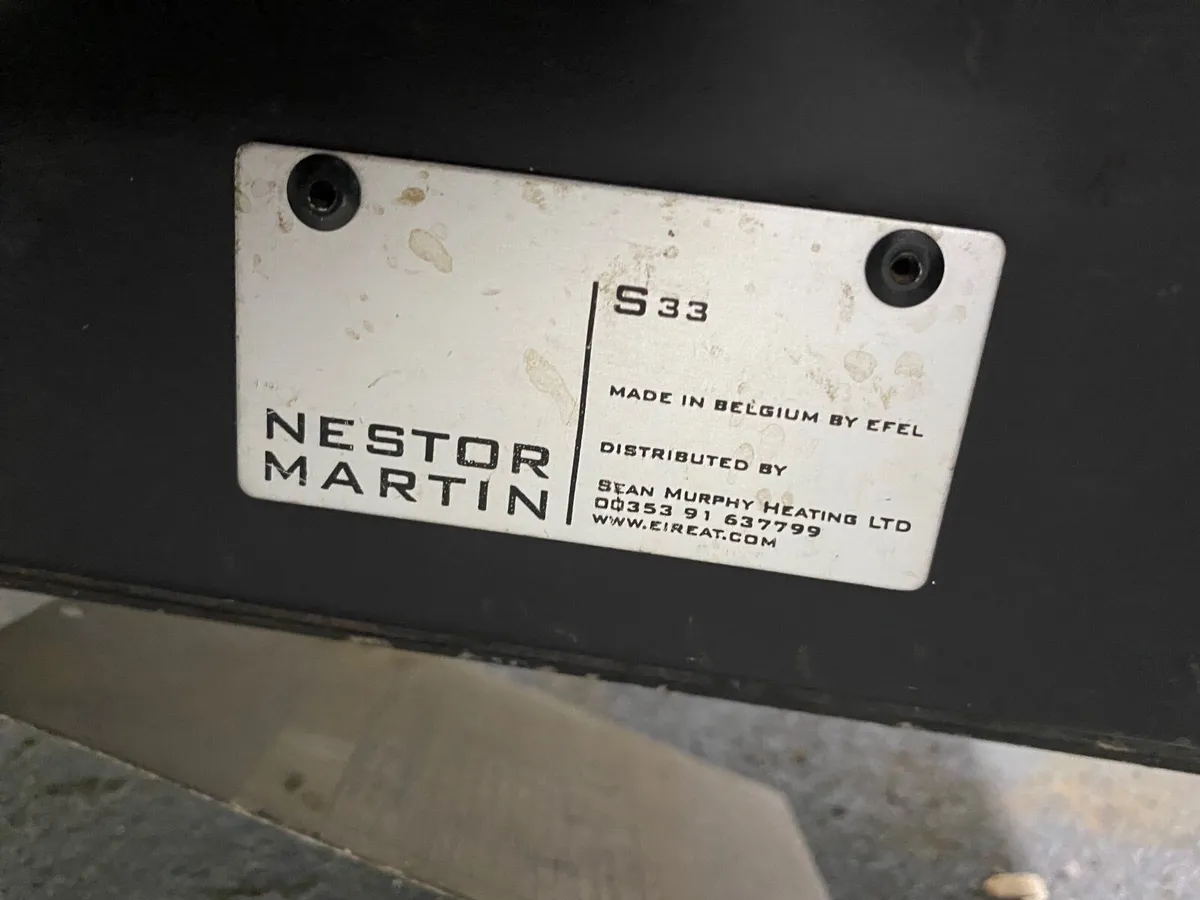 NESTOR
MARTIN
S33
MADE IN BELGIUM BY EFEL
DISTRIBUTED BY
SEAN MURPHY HEATING LTD
00353 91 637799
WWW.EIREAT.COM